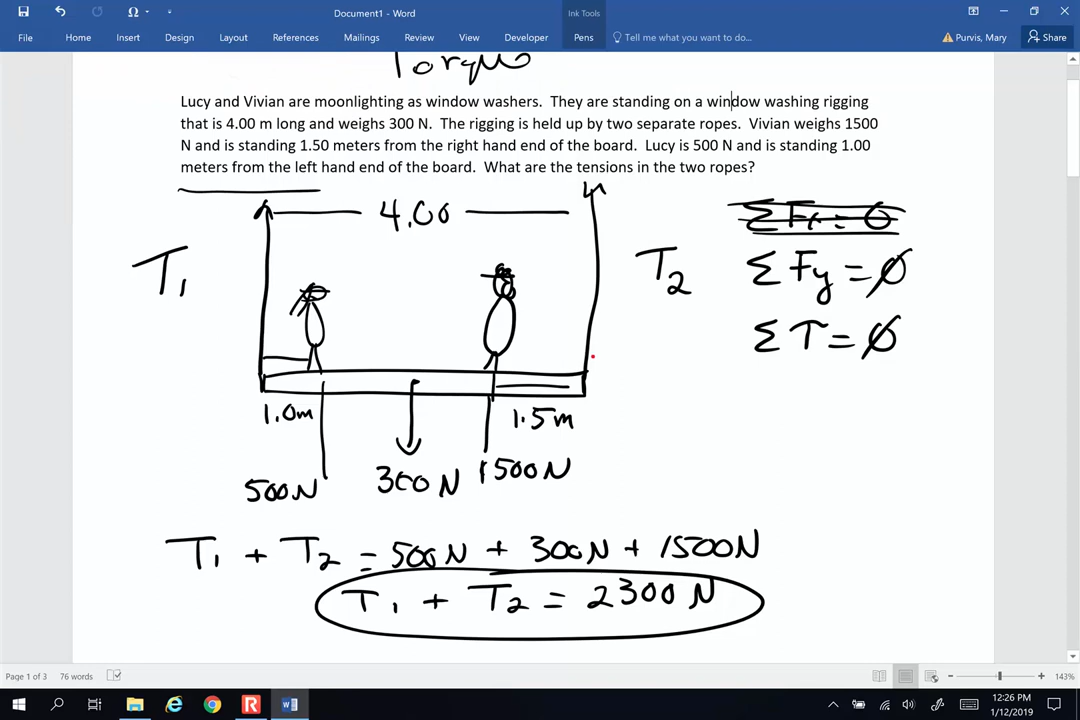 Document1 - Word
Ink Tools
File Home Insert Design Layout References Mailings Review View Developer Pens Tell me what you want to do... Purvis, Mary Share
Torque
Lucy and Vivian are moonlighting as window washers. They are standing on a window washing rigging
that is 4.00 m long and weighs 300 N. The rigging is held up by two separate ropes. Vivian weighs 1500
N and is standing 1.50 meters from the right hand end of the board. Lucy is 500 N and is standing 1.00
meters from the left hand end of the board. What are the tensions in the two ropes?
4.00
ΣFx = 0
T₁
T₂
ΣFy = 0
Στ = 0
1.0m
1.5m
500N
300N
1500N
T₁ + T₂ = 500N + 300N + 1500N
T₁ + T₂ = 2300N
Page 1 of 3 76 words
143%
12:26 PM
1/12/2019